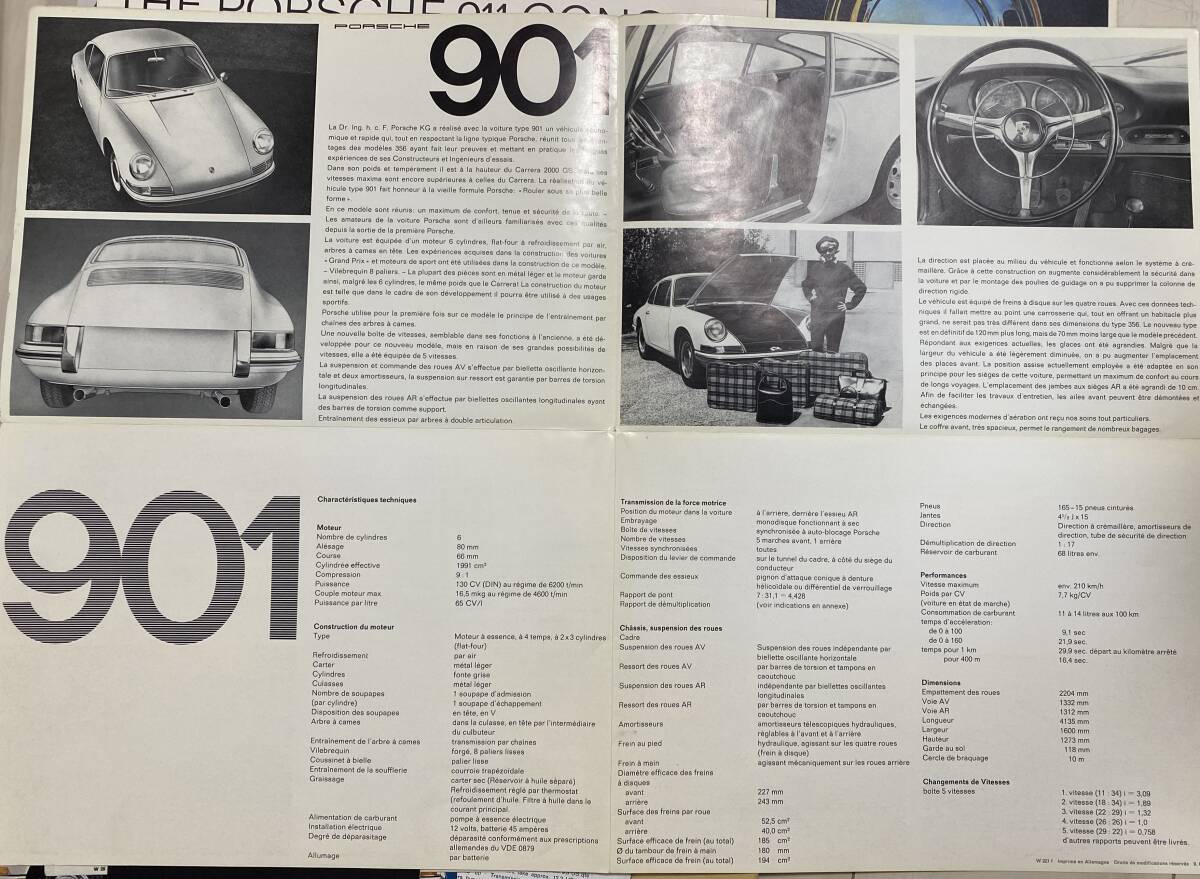 THE PORSCHE 911
PORSCHE
901
La Dr. Ing. h. c. F. Porsche KG a réalisé avec la voiture type 901 un véhicule
mique et rapide qui, tout en respectant la ligne typique Porsche, réunit
tages des modèles 356 ayant fait leur preuves et mettant en pratique
expériences de ses Constructeurs et Ingenieurs d'essais.
Dans son poids et tempérament il est à la hauteur du Carrera 2000 GS, ses
vitesses maxima sont encore supérieures à celles du Carrera. La réalisation du vé-
hicule type 901 fait honneur à la vieille formule Porsche: «Rouler sous sa plus belle
forme».
En ce modèle sont réunis: un maximum de confort, tenue et sécurité de la route. –
Les amateurs de la voiture Porsche sont d'ailleurs familiarisés avec ces qualités
depuis la sortie de la première Porsche.
La voiture est équipée d'un moteur 6 cylindres, flat-four à refroidissement par air,
arbres à cames en tête. Les expériences acquises dans la construction des voitures
«Grand Prix» et moteurs de sport ont été utilisées dans la construction de ce modèle.
– Vilebrequin 8 paliers. – La plupart des pièces sont en métal léger et le moteur garde
ainsi, malgré les 6 cylindres, le même poids que le Carrera! La construction du moteur
est telle que dans le cadre de son développement il pourra être utilisé à des usages
sportifs.
Porsche utilise pour la première fois sur ce modèle le principe de l'entrainement par
chaînes des arbres à cames.
Une nouvelle boîte de vitesses, semblable dans ses fonctions à l'ancienne, a été dé-
veloppée pour ce nouveau modèle, mais en raison de ses grandes possibilités de
vitesses, elle a été équipée de 5 vitesses.
La suspension et commande des roues AV s'effectue par biellette oscillante horizon-
tale et deux amortisseurs, la suspension sur ressort est garantie par barres de torsion
longitudinales.
La suspension des roues AR s'effectue par biellettes oscillantes longitudinales ayant
des barres de torsion comme support.
Entraînement des essieux par arbres à double articulation.
La direction est placée au milieu du véhicule et fonctionne selon le système à cré-
maillère. Grâce à cette construction on augmente considérablement la sécurité dans
la voiture et par le montage des poulies de guidage on a pu supprimer la colonne de
direction rigide.
Le véhicule est équipé de freins à disque sur les quatre roues. Avec ces données tech-
niques il fallait mettre au point une carrosserie qui, tout en offrant un habitacle plus
grand, ne serait pas très différent dans ses dimensions du type 356. Le nouveau type
est en définitif de 120 mm plus long, mais de 70 mm moins large que le modèle précédent.
Répondant aux exigences actuelles, les glaces ont été agrandies. Malgré que la
largeur du véhicule a été légèrement diminuée, on a pu augmenter l'emplacement
des places avant. La position assise actuellement employée a été adaptée en son
principe pour les sièges de cette voiture, permettant un maximum de confort au cours
de longs voyages. L'emplacement des jambes aux sièges AR a été agrandi de 10 cm.
Afin de faciliter les travaux d'entretien, les ailes avant peuvent être démontées et
échangées.
Les exigences modernes d'aération ont reçu nos soins tout particuliers.
Le coffre avant, très spacieux, permet le rangement de nombreux bagages.
901
Charactéristiques techniques
Moteur
Nombre de cylindres 6
Alésage 80 mm
Course 66 mm
Cylindrée effective 1991 cm³
Compression 9 : 1
Puissance 130 CV (DIN) au régime de 6200 t/min
Couple moteur max. 16,5 mkg au régime de 4600 t/min
Puissance par litre 65 CV/l
Construction du moteur
Type Moteur à essence, à 4 temps, à 2 x 3 cylindres
(flat-four)
Refroidissement par air
Carter métal léger
Cylindres fonte grise
Culasses métal léger
Nombre de soupapes 1 soupape d'admission
(par cylindre) 1 soupape d'échappement
Disposition des soupapes en tête, en V
Arbre à cames dans la culasse, en tête par l'intermédiaire
du culbuteur
Entraînement de l'arbre à cames transmission par chaînes
Vilebrequin forgé, 8 paliers lisses
Coussinet à bielle palier lisse
Entraînement de la soufflerie courroie trapézoïdale
Graissage carter sec (Réservoir à huile séparé)
Refroidissement réglé par thermostat
(refoulement d'huile. Filtre à huile dans le
courant principal.
Alimentation de carburant pompe à essence électrique
Installation électrique 12 volts, batterie 45 ampères
Degré de déparasitage déparasité conformément aux prescriptions
allemandes du VDE 0879
Allumage par batterie
Transmission de la force motrice
Position du moteur dans la voiture à l'arrière, derrière l'essieu AR
Embrayage monodisque fonctionnant à sec
Boîte de vitesses synchronisée à auto-blocage Porsche
Nombre de vitesses 5 marches avant, 1 arrière
Vitesses synchronisées toutes
Disposition du levier de commande sur le tunnel du cadre, à côté du siège du
conducteur
Commande des essieux pignon d'attaque conique à denture
hélicoïdale ou différentiel de verrouillage
Rapport de pont 7 : 31,1 = 4,428
Rapport de démultiplication (voir indications en annexe)
Châssis, suspension des roues
Cadre
Suspension des roues AV Suspension des roues indépendante par
biellette oscillante horizontale
Ressort des roues AV par barres de torsion et tampons en
caoutchouc
Suspension des roues AR indépendante par biellettes oscillantes
longitudinales
Ressort des roues AR par barres de torsion et tampons en
caoutchouc
Amortisseurs amortisseurs télescopiques hydrauliques,
réglables à l'avant et à l'arrière
Frein au pied hydraulique, agissant sur les quatre roues
(frein à disque)
Frein à main agissant mécaniquement sur les roues arrière
Diamètre efficace des freins
à disques
avant 227 mm
arrière 243 mm
Surface des freins par roue
avant 52,5 cm²
arrière 40,0 cm²
Surface efficace de frein (au total) 185 cm²
Ø du tambour de frein à main 180 mm
Surface efficace de frein (au total) 194 cm²
Pneus 165–15 pneus cinturés
Jantes 4½ J x 15
Direction Direction à crémaillère, amortisseurs de
direction, tube de sécurité de direction
Démultiplication de direction 1 : 17
Réservoir de carburant 68 litres env.
Performances
Vitesse maximum env. 210 km/h
Poids par CV 7,7 kg/CV
(voiture en état de marche)
Consommation de carburant 11 à 14 litres aux 100 km
temps d'accéleration:
de 0 à 100 9,1 sec
de 0 à 160 21,9 sec.
temps pour 1 km 29,9 sec. départ au kilomètre arrêté
pour 400 m 16,4 sec.
Dimensions
Empattement des roues 2204 mm
Voie AV 1332 mm
Voie AR 1312 mm
Longueur 4135 mm
Largeur 1600 mm
Hauteur 1273 mm
Garde au sol 118 mm
Cercle de braquage 10 m
Changements de Vitesses
boîte 5 vitesses 1. vitesse (11 : 34) i = 3,09
2. vitesse (18 : 34) i = 1,89
3. vitesse (22 : 29) i = 1,32
4. vitesse (26 : 26) i = 1,0
5. vitesse (29 : 22) i = 0,758
d'autres rapports peuvent être livrés.
W 221 f Imprimé en Allemagne Droits de modifications réservés